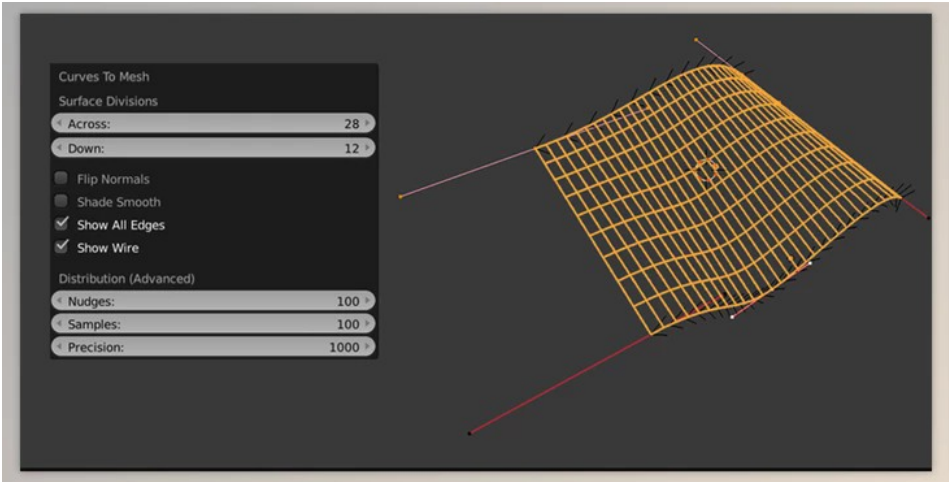 Curves To Mesh
Surface Divisions
Across: 28
Down: 12
Flip Normals
Shade Smooth
Show All Edges
Show Wire
Distribution (Advanced)
Nudges: 100
Samples: 100
Precision: 1000